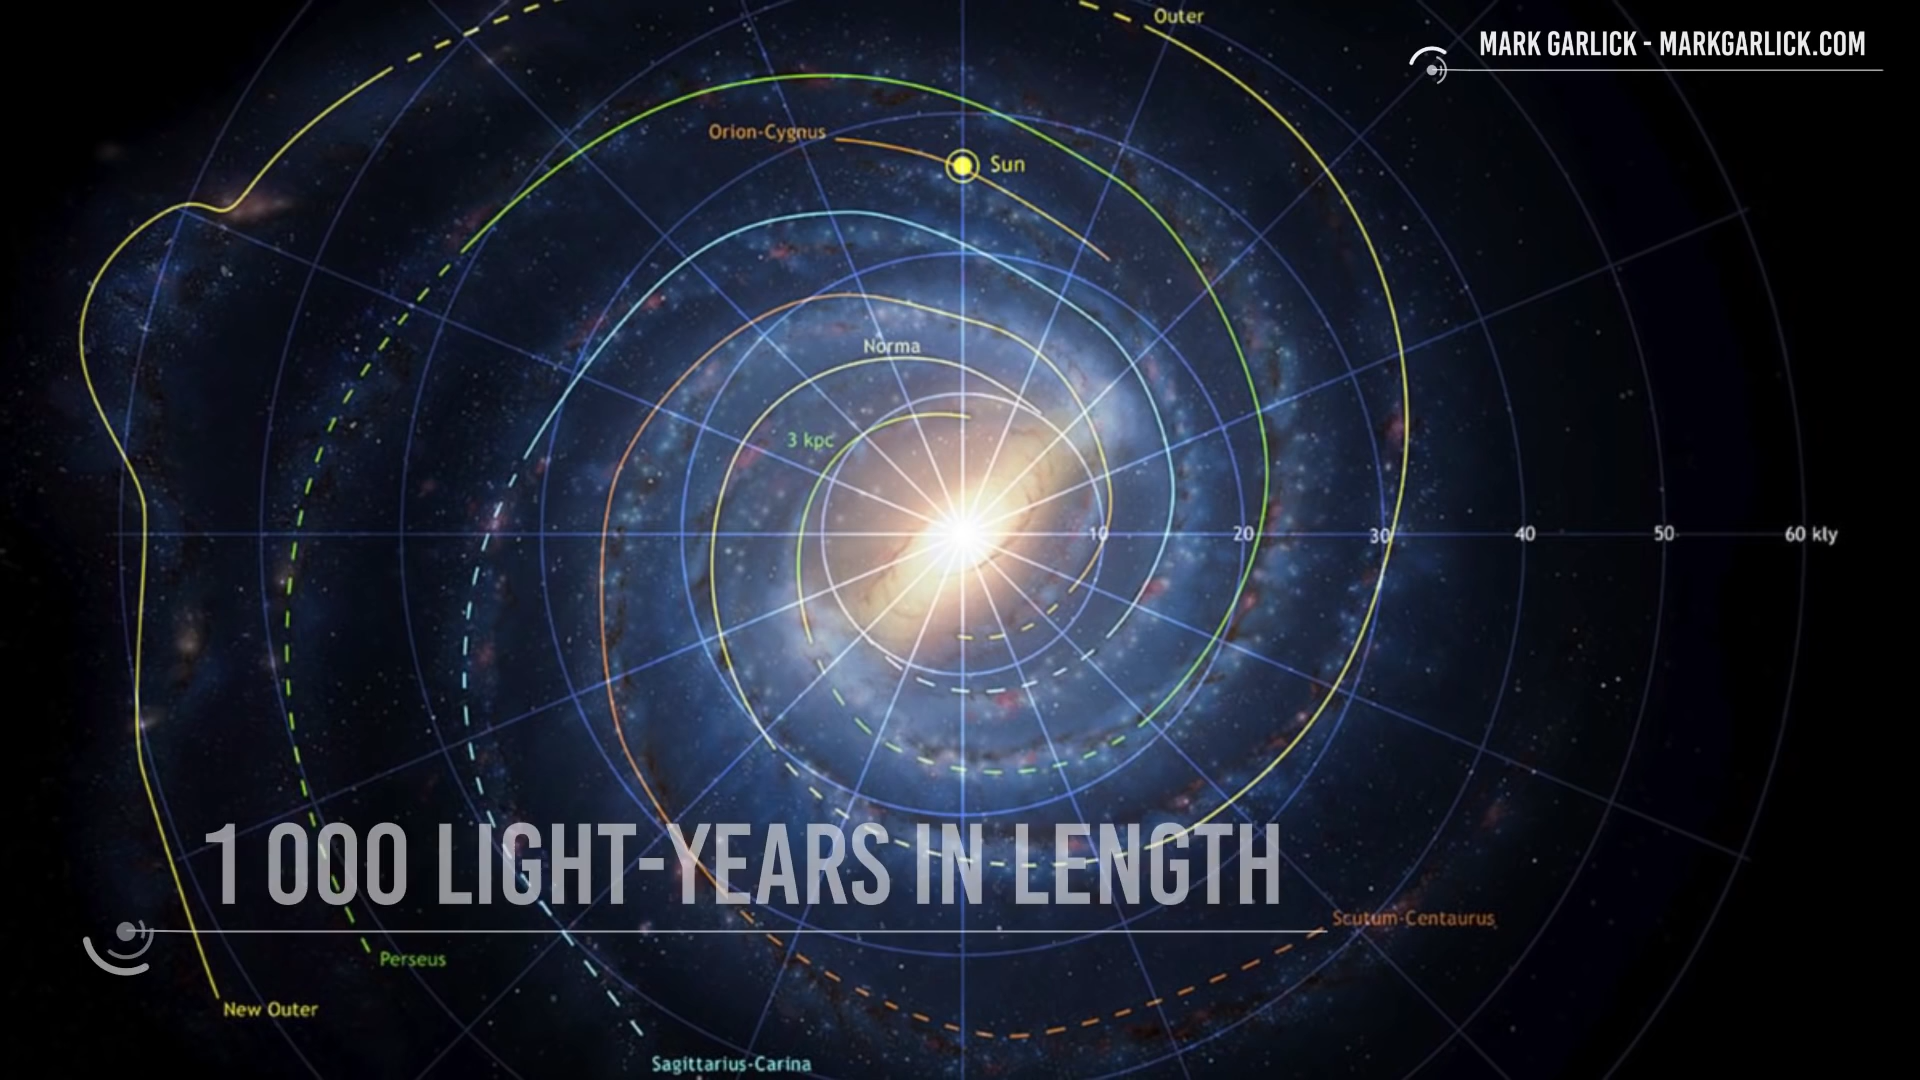 Outer
MARK GARLICK - MARKGARLICK.COM
Orion-Cygnus
Sun
Norma
3 kpc
10 20 30 40 50 60 kly
1 000 LIGHT-YEARS IN LENGTH
Scutum-Centaurus
Perseus
New Outer
Sagittarius-Carina